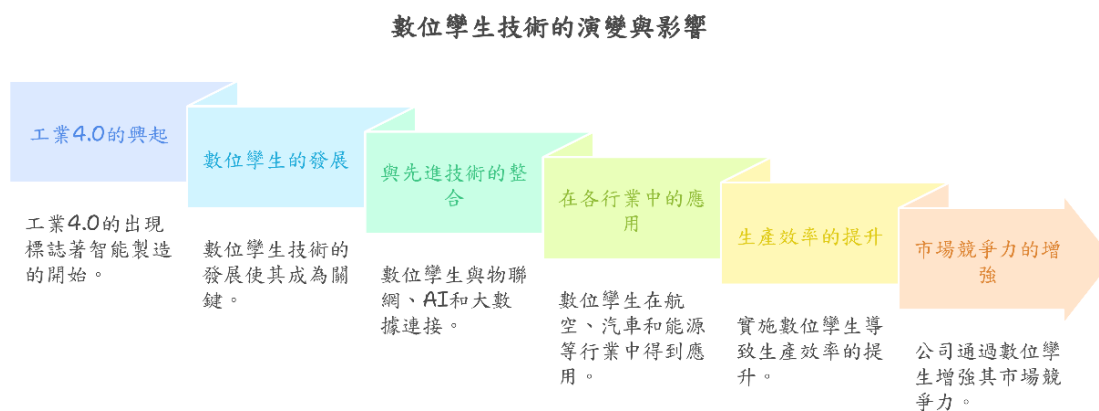 數位孿生技術的演變與影響
工業4.0的興起
工業4.0的出現
標誌著智能製造
的開始。
數位孿生的發展
數位孿生技術的
發展使其成為關
鍵。
與先進技術的整
合
數位孿生與物聯
網、AI和大數
據連接。
在各行業中的應
用
數位孿生在航
空、汽車和能源
等行業中得到應
用。
生產效率的提升
實施數位孿生導
致生產效率的提
升。
市場競爭力的增
強
公司通過數位孿
生增強其市場競
爭力。